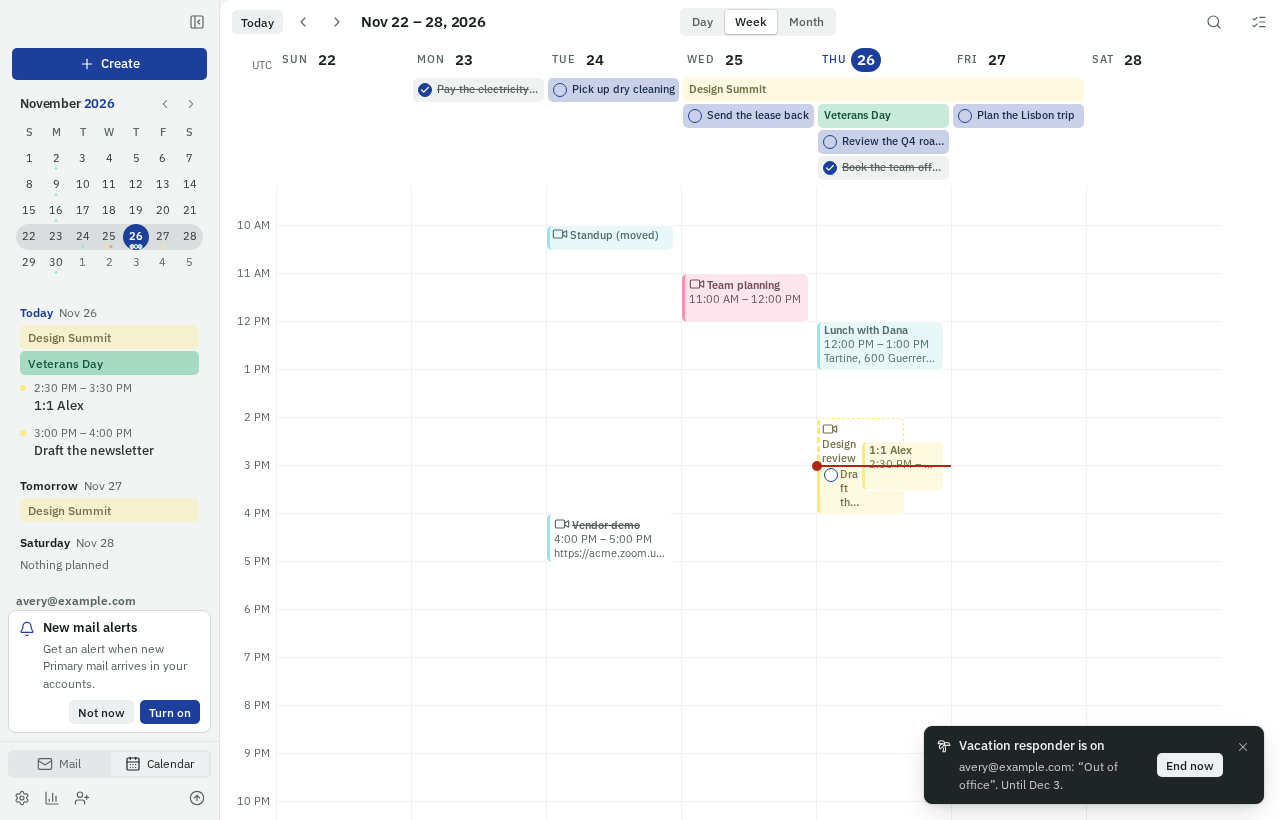 Today
Nov 22 – 28, 2026
Day
Week
Month
Create
November 2026
S M T W T F S
1 2 3 4 5 6 7
8 9 10 11 12 13 14
15 16 17 18 19 20 21
22 23 24 25 26 27 28
29 30 1 2 3 4 5
Today Nov 26
Design Summit
Veterans Day
2:30 PM – 3:30 PM
1:1 Alex
3:00 PM – 4:00 PM
Draft the newsletter
Tomorrow Nov 27
Design Summit
Saturday Nov 28
Nothing planned
avery@example.com
New mail alerts
Get an alert when new
Primary mail arrives in your
accounts.
Not now
Turn on
Mail
Calendar
UTC
SUN 22
MON 23
TUE 24
WED 25
THU 26
FRI 27
SAT 28
Pay the electricity...
Pick up dry cleaning
Design Summit
Send the lease back
Veterans Day
Plan the Lisbon trip
Review the Q4 roa...
Book the team off...
10 AM
11 AM
12 PM
1 PM
2 PM
3 PM
4 PM
5 PM
6 PM
7 PM
8 PM
9 PM
10 PM
Standup (moved)
Team planning
11:00 AM – 12:00 PM
Lunch with Dana
12:00 PM – 1:00 PM
Tartine, 600 Guerrer...
Design
review
1:1 Alex
2:30 PM – ...
Dra
ft
th...
Vendor demo
4:00 PM – 5:00 PM
https://acme.zoom.u...
Vacation responder is on
avery@example.com: “Out of
office”. Until Dec 3.
End now